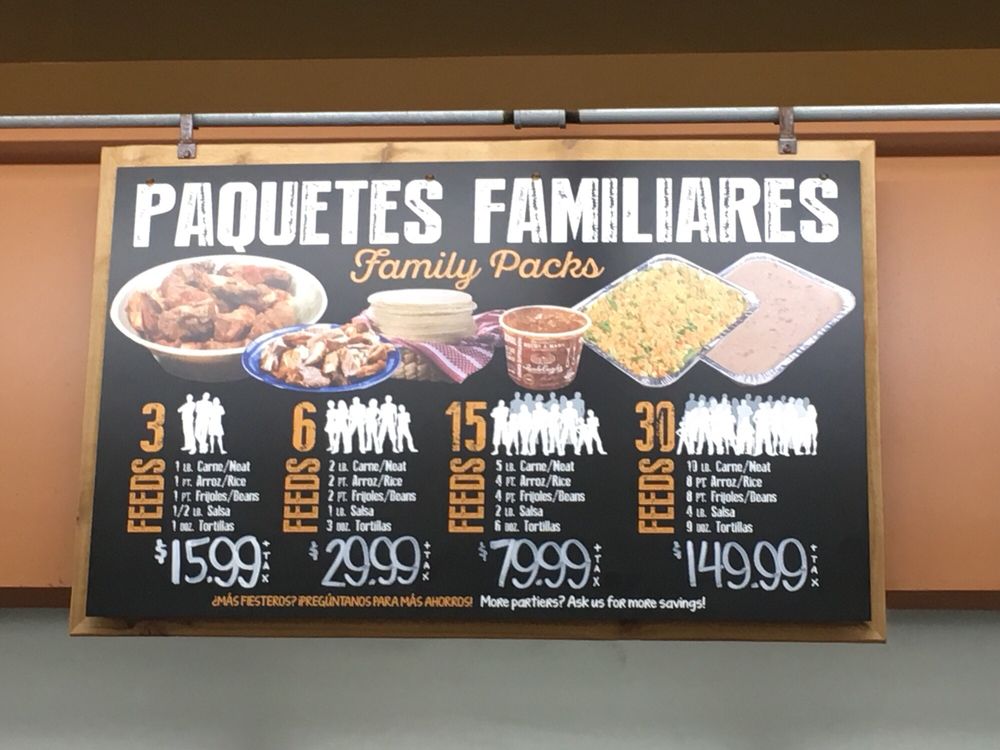 PAQUETES FAMILIARES
Family Packs
FEEDS 3
1 LB. Carne/Meat
1 PT. Arroz/Rice
1 PT. Frijoles/Beans
1/2 LB. Salsa
1 DOZ. Tortillas
$15.99 + TAX
FEEDS 6
2 LB. Carne/Meat
2 PT. Arroz/Rice
2 PT. Frijoles/Beans
1 LB. Salsa
3 DOZ. Tortillas
$29.99 + TAX
FEEDS 15
5 LB. Carne/Meat
4 PT. Arroz/Rice
4 PT. Frijoles/Beans
2 LB. Salsa
6 DOZ. Tortillas
$79.99 + TAX
FEEDS 30
10 LB. Carne/Meat
8 PT. Arroz/Rice
8 PT. Frijoles/Beans
4 LB. Salsa
9 DOZ. Tortillas
$149.99 + TAX
¿MÁS FIESTEROS? ¡PREGÚNTANOS PARA MÁS AHORROS! More partiers? Ask us for more savings!